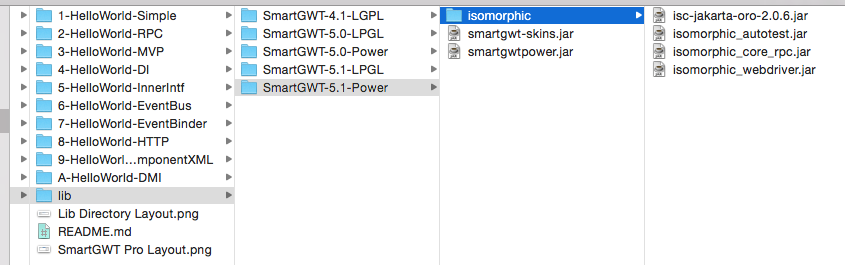 1-HelloWorld-Simple
2-HelloWorld-RPC
3-HelloWorld-MVP
4-HelloWorld-DI
5-HelloWorld-InnerIntf
6-HelloWorld-EventBus
7-HelloWorld-EventBinder
8-HelloWorld-HTTP
9-HelloWorl...mponentXML
A-HelloWorld-DMI
lib
Lib Directory Layout.png
README.md
SmartGWT Pro Layout.png
SmartGWT-4.1-LGPL
SmartGWT-5.0-LPGL
SmartGWT-5.0-Power
SmartGWT-5.1-LPGL
SmartGWT-5.1-Power
isomorphic
smartgwt-skins.jar
smartgwtpower.jar
isc-jakarta-oro-2.0.6.jar
isomorphic_autotest.jar
isomorphic_core_rpc.jar
isomorphic_webdriver.jar